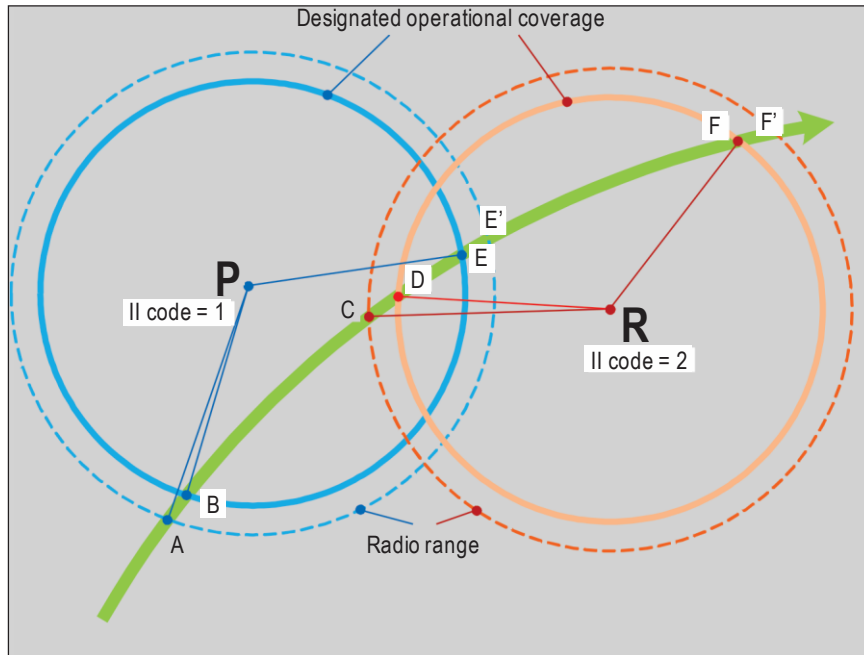 Designated operational coverage
F
F'
E'
E
P
D
II code = 1
C
R
II code = 2
B
A
Radio range